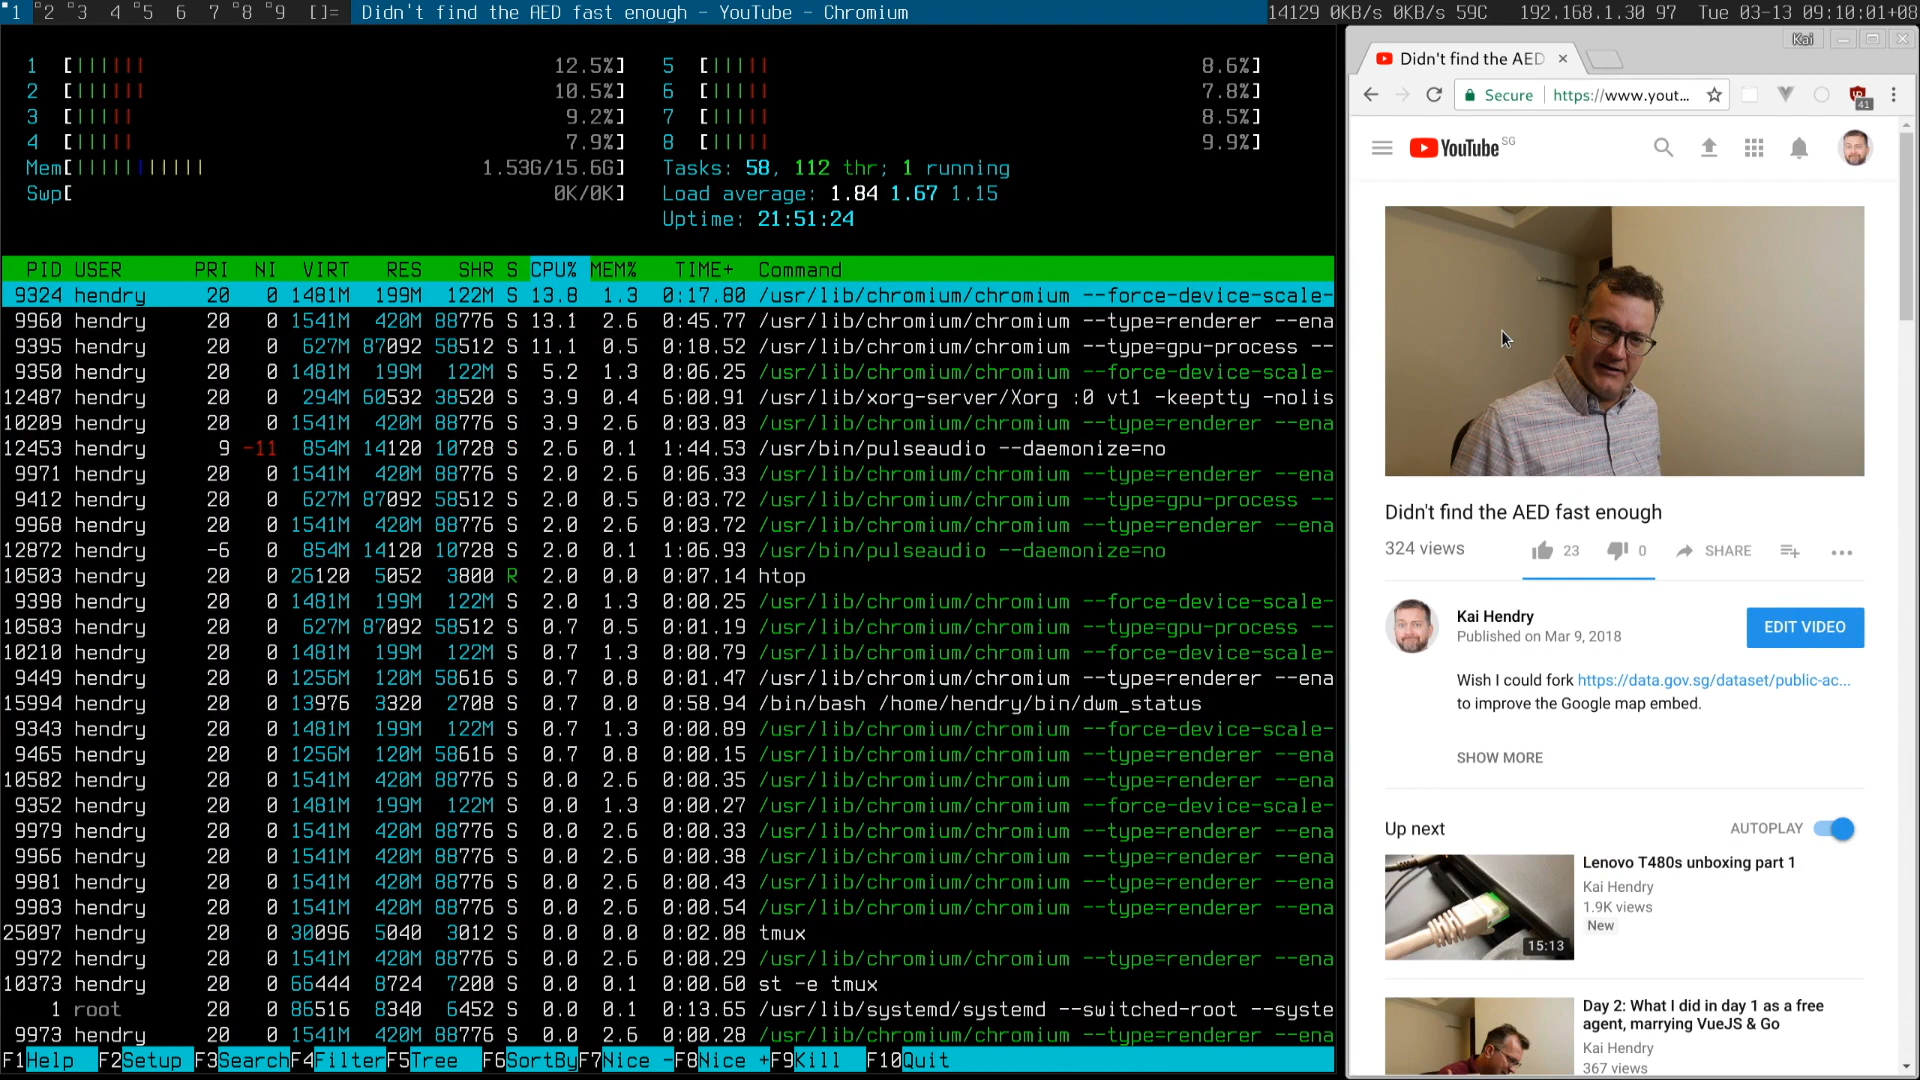 1 2 3 4 5 6 7 8 9 []= Didn't find the AED fast enough - YouTube - Chromium 14129 0KB/s 0KB/s 59C 192.168.1.30 97 Tue 03-13 09:10:01+08
1 [ 12.5%] 5 [ 8.6%]
2 [ 10.5%] 6 [ 7.8%]
3 [ 9.2%] 7 [ 8.5%]
4 [ 7.9%] 8 [ 9.9%]
Mem[ 1.53G/15.6G] Tasks: 58, 112 thr; 1 running
Swp[ 0K/0K] Load average: 1.84 1.67 1.15
Uptime: 21:51:24
PID USER PRI NI VIRT RES SHR S CPU% MEM% TIME+ Command
9324 hendry 20 0 1481M 199M 122M S 13.8 1.3 0:17.80 /usr/lib/chromium/chromium --force-device-scale-
9960 hendry 20 0 1541M 420M 88776 S 13.1 2.6 0:45.77 /usr/lib/chromium/chromium --type=renderer --ena
9395 hendry 20 0 627M 87092 58512 S 11.1 0.5 0:18.52 /usr/lib/chromium/chromium --type=gpu-process --
9350 hendry 20 0 1481M 199M 122M S 5.2 1.3 0:06.25 /usr/lib/chromium/chromium --force-device-scale-
12487 hendry 20 0 294M 60532 38520 S 3.9 0.4 6:00.91 /usr/lib/xorg-server/Xorg :0 vt1 -keeptty -nolis
10209 hendry 20 0 1541M 420M 88776 S 3.9 2.6 0:03.03 /usr/lib/chromium/chromium --type=renderer --ena
12453 hendry 9 -11 854M 14120 10728 S 2.6 0.1 1:44.53 /usr/bin/pulseaudio --daemonize=no
9971 hendry 20 0 1541M 420M 88776 S 2.0 2.6 0:06.33 /usr/lib/chromium/chromium --type=renderer --ena
9412 hendry 20 0 627M 87092 58512 S 2.0 0.5 0:03.72 /usr/lib/chromium/chromium --type=gpu-process --
9968 hendry 20 0 1541M 420M 88776 S 2.0 2.6 0:03.72 /usr/lib/chromium/chromium --type=renderer --ena
12872 hendry -6 0 854M 14120 10728 S 2.0 0.1 1:06.93 /usr/bin/pulseaudio --daemonize=no
10503 hendry 20 0 26120 5052 3800 R 2.0 0.0 0:07.14 htop
9398 hendry 20 0 1481M 199M 122M S 2.0 1.3 0:00.25 /usr/lib/chromium/chromium --force-device-scale-
10583 hendry 20 0 627M 87092 58512 S 0.7 0.5 0:01.19 /usr/lib/chromium/chromium --type=gpu-process --
10210 hendry 20 0 1481M 199M 122M S 0.7 1.3 0:00.79 /usr/lib/chromium/chromium --force-device-scale-
9449 hendry 20 0 1256M 120M 58616 S 0.7 0.8 0:01.47 /usr/lib/chromium/chromium --type=renderer --ena
15994 hendry 20 0 13976 3320 2708 S 0.7 0.0 0:58.94 /bin/bash /home/hendry/bin/dwm_status
9343 hendry 20 0 1481M 199M 122M S 0.7 1.3 0:00.89 /usr/lib/chromium/chromium --force-device-scale-
9465 hendry 20 0 1256M 120M 58616 S 0.7 0.8 0:00.15 /usr/lib/chromium/chromium --type=renderer --ena
10582 hendry 20 0 1541M 420M 88776 S 0.0 2.6 0:00.35 /usr/lib/chromium/chromium --type=renderer --ena
9352 hendry 20 0 1481M 199M 122M S 0.0 1.3 0:00.27 /usr/lib/chromium/chromium --force-device-scale-
9979 hendry 20 0 1541M 420M 88776 S 0.0 2.6 0:00.33 /usr/lib/chromium/chromium --type=renderer --ena
9966 hendry 20 0 1541M 420M 88776 S 0.0 2.6 0:00.38 /usr/lib/chromium/chromium --type=renderer --ena
9981 hendry 20 0 1541M 420M 88776 S 0.0 2.6 0:00.43 /usr/lib/chromium/chromium --type=renderer --ena
9983 hendry 20 0 1541M 420M 88776 S 0.0 2.6 0:00.54 /usr/lib/chromium/chromium --type=renderer --ena
25097 hendry 20 0 30096 5040 3012 S 0.0 0.0 0:02.08 tmux
9972 hendry 20 0 1541M 420M 88776 S 0.0 2.6 0:00.29 /usr/lib/chromium/chromium --type=renderer --ena
10373 hendry 20 0 66444 8724 7200 S 0.0 0.1 0:00.60 st -e tmux
1 root 20 0 86516 8340 6452 S 0.0 0.1 0:13.65 /usr/lib/systemd/systemd --switched-root --syste
9973 hendry 20 0 1541M 420M 88776 S 0.0 2.6 0:00.28 /usr/lib/chromium/chromium --type=renderer --ena
F1Help F2Setup F3SearchF4FilterF5Tree F6SortByF7Nice -F8Nice +F9Kill F10Quit
Kai
Didn't find the AED
Secure https://www.yout...
41
YouTube SG
Didn't find the AED fast enough
324 views 23 0 SHARE
Kai Hendry
Published on Mar 9, 2018
EDIT VIDEO
Wish I could fork https://data.gov.sg/dataset/public-ac...
to improve the Google map embed.
SHOW MORE
Up next AUTOPLAY
15:13
Lenovo T480s unboxing part 1
Kai Hendry
1.9K views
New
Day 2: What I did in day 1 as a free
agent, marrying VueJS & Go
Kai Hendry
367 views